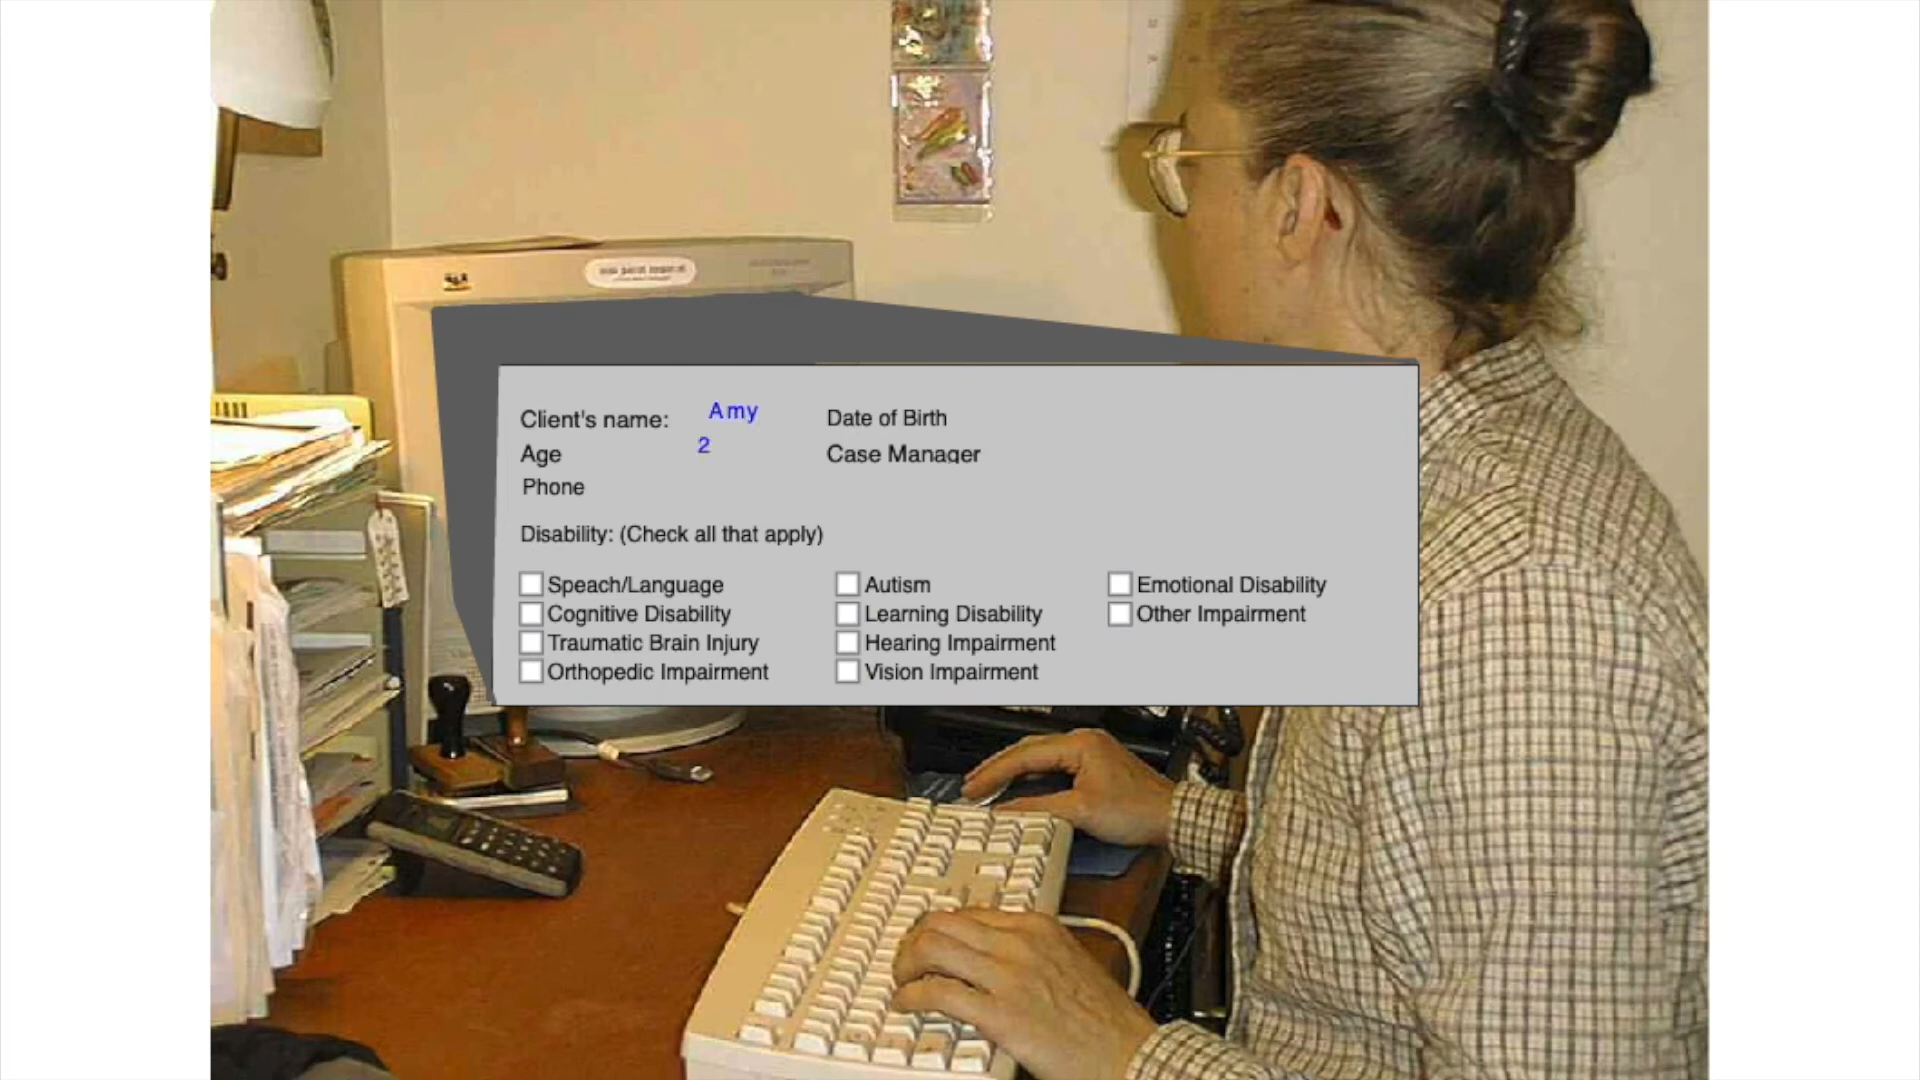 Client's name: Amy Date of Birth
Age 2 Case Manager
Phone
Disability: (Check all that apply)
Speach/Language Autism Emotional Disability
Cognitive Disability Learning Disability Other Impairment
Traumatic Brain Injury Hearing Impairment
Orthopedic Impairment Vision Impairment